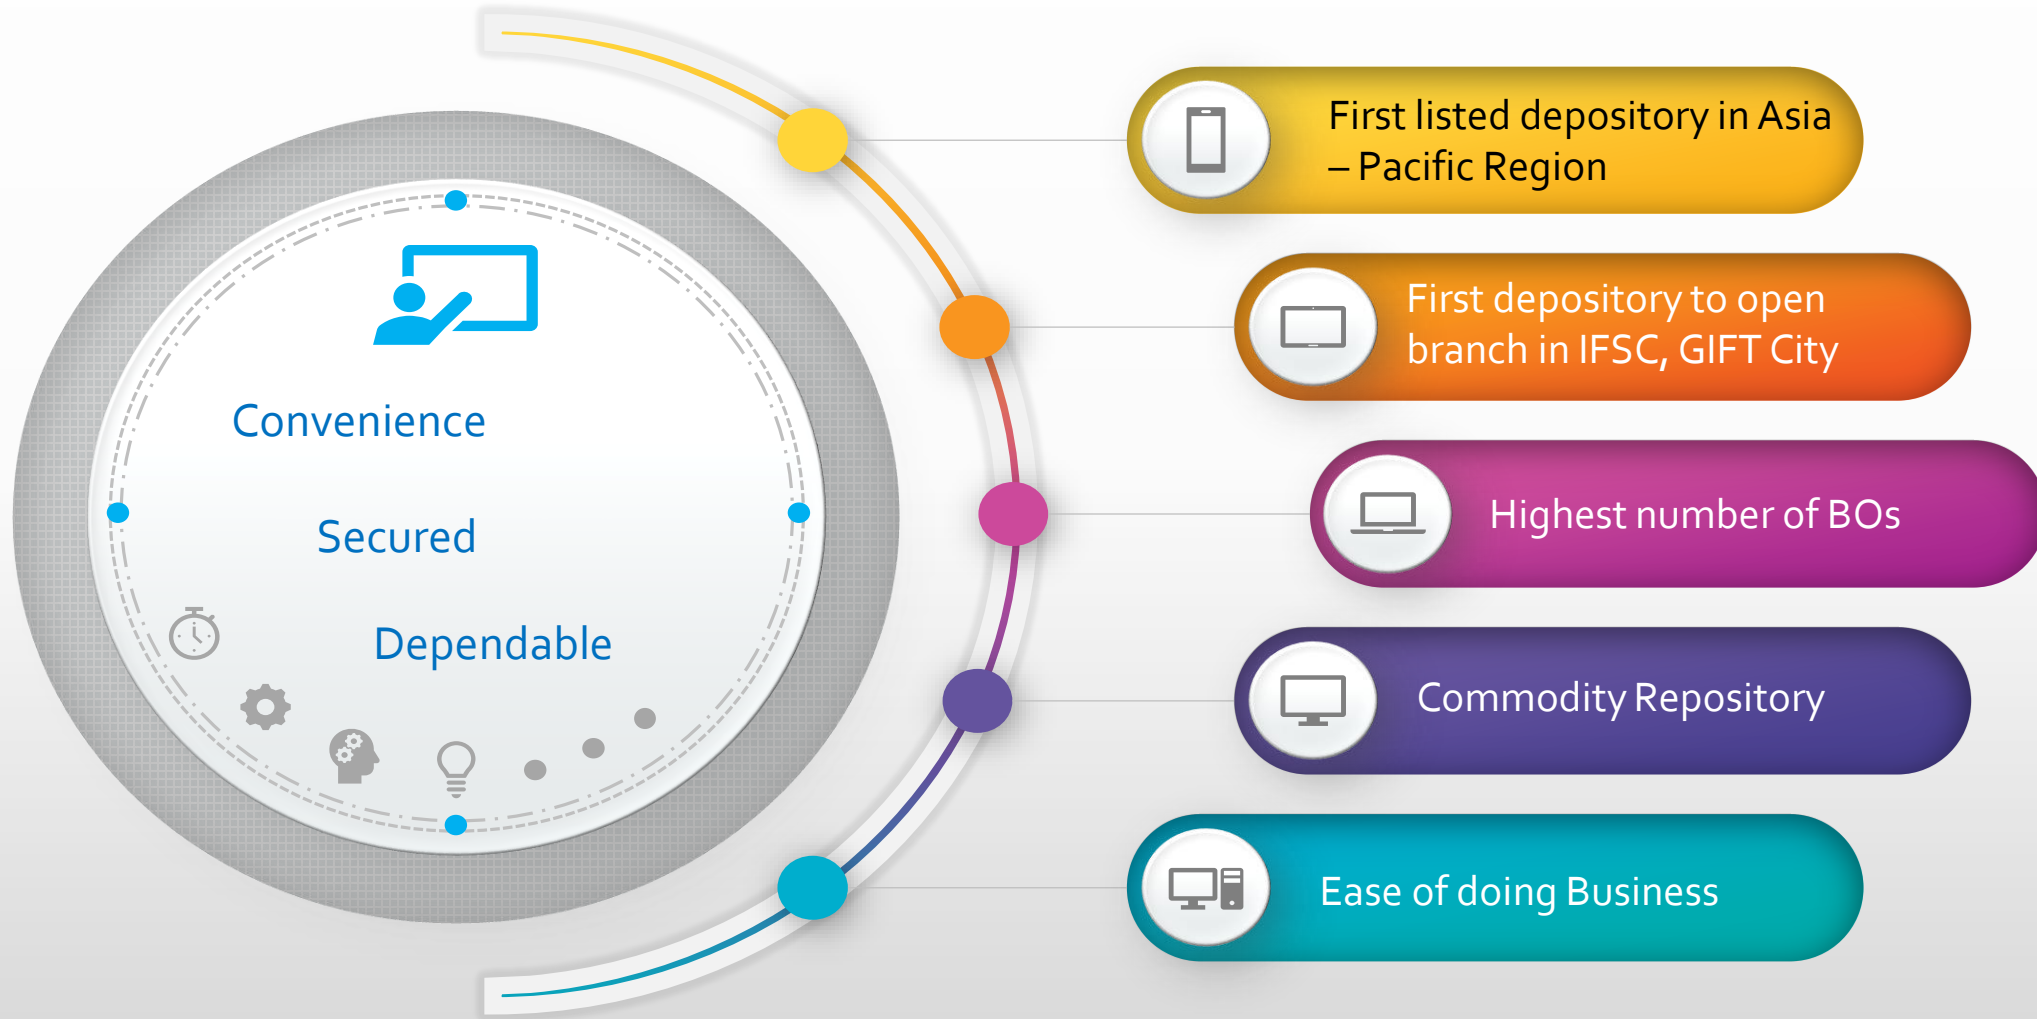 Convenience
Secured
Dependable
First listed depository in Asia
– Pacific Region
First depository to open
branch in IFSC, GIFT City
Highest number of BOs
Commodity Repository
Ease of doing Business